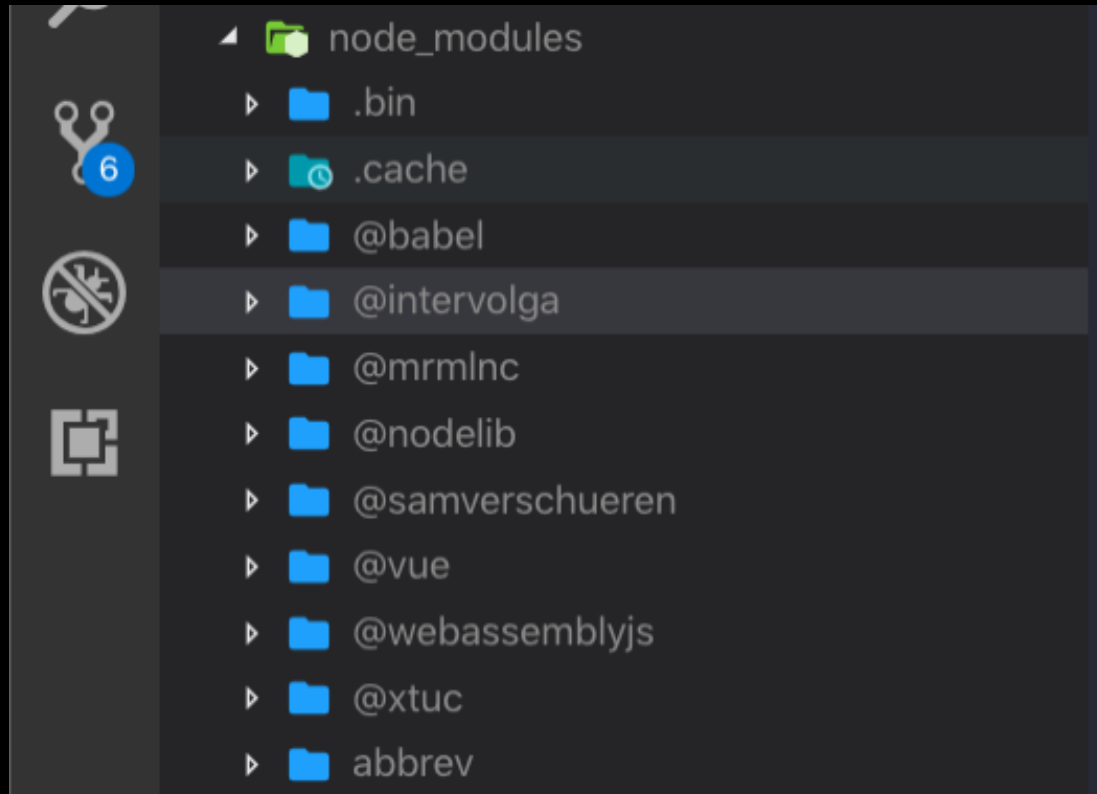 node_modules
.bin
6
.cache
@babel
@intervolga
@mrmlnc
@nodelib
@samverschueren
@vue
@webassemblyjs
@xtuc
abbrev